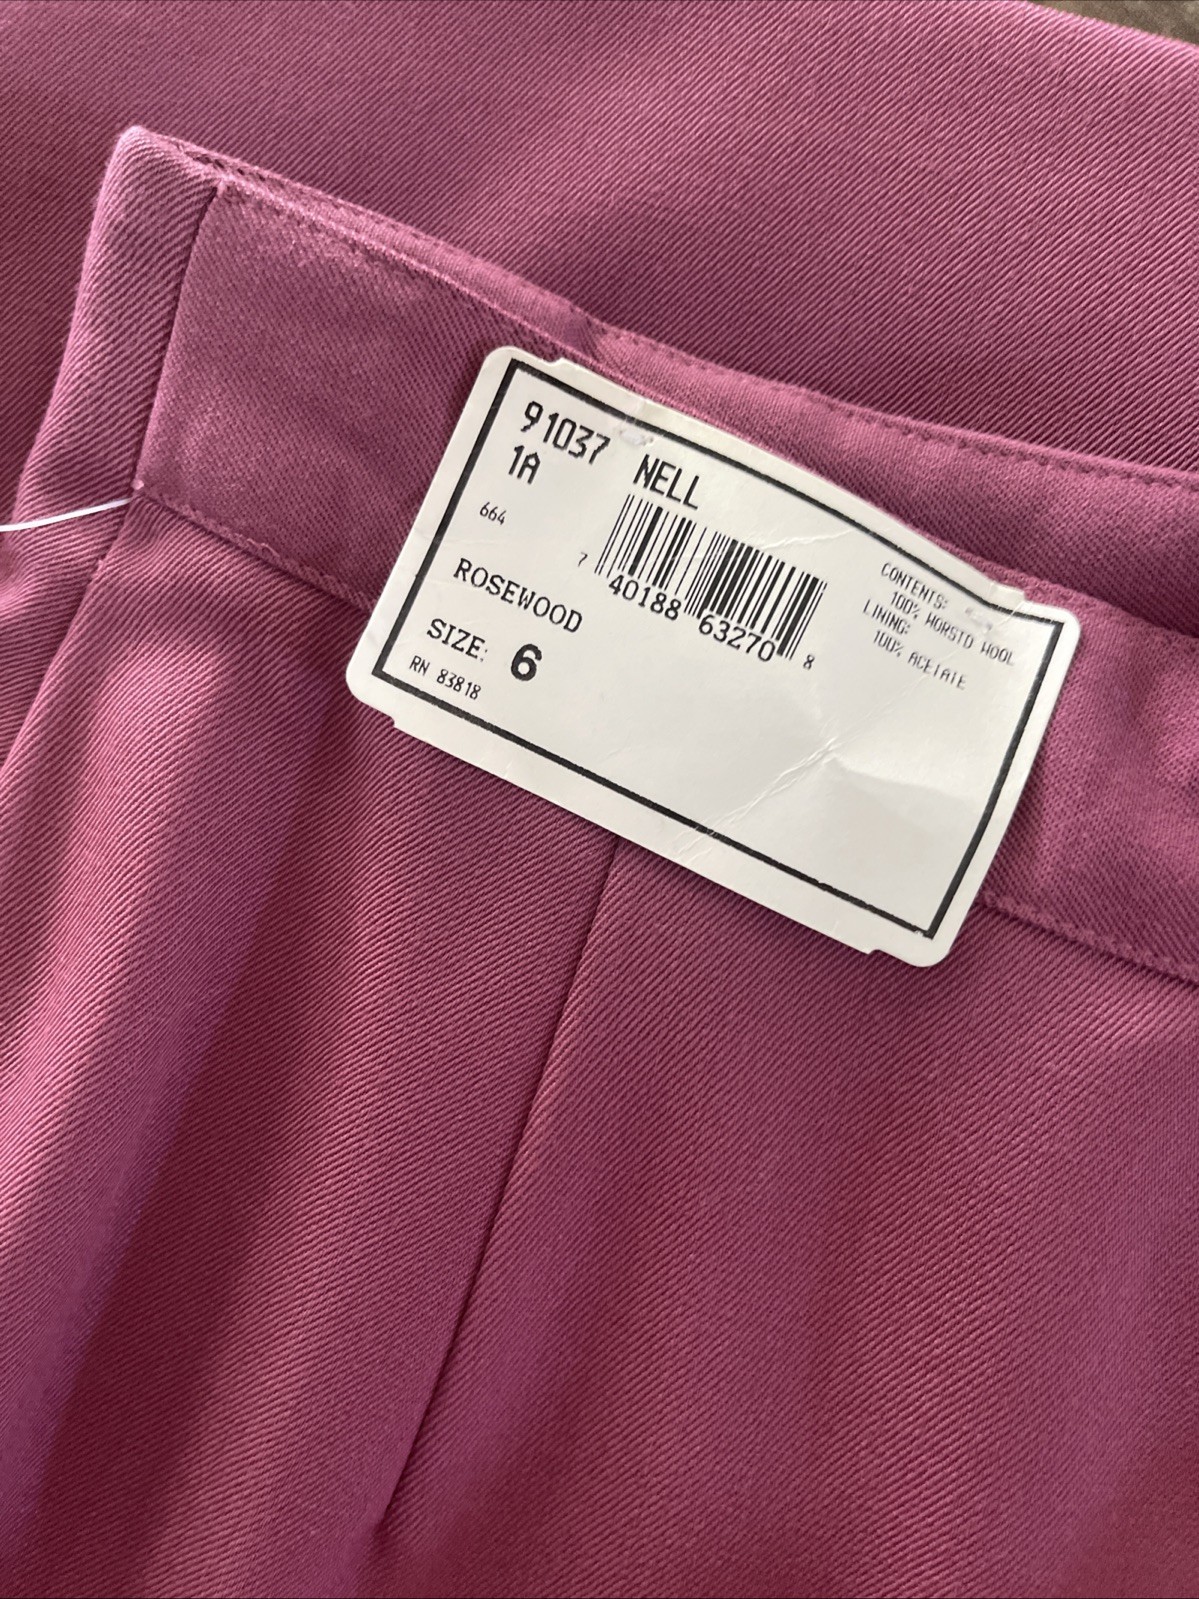 91037 NELL
1A
664
7 40188 63270 8
ROSEWOOD
SIZE: 6
RN 83818
CONTENTS:
100% WORSTD WOOL
LINING:
100% ACETATE